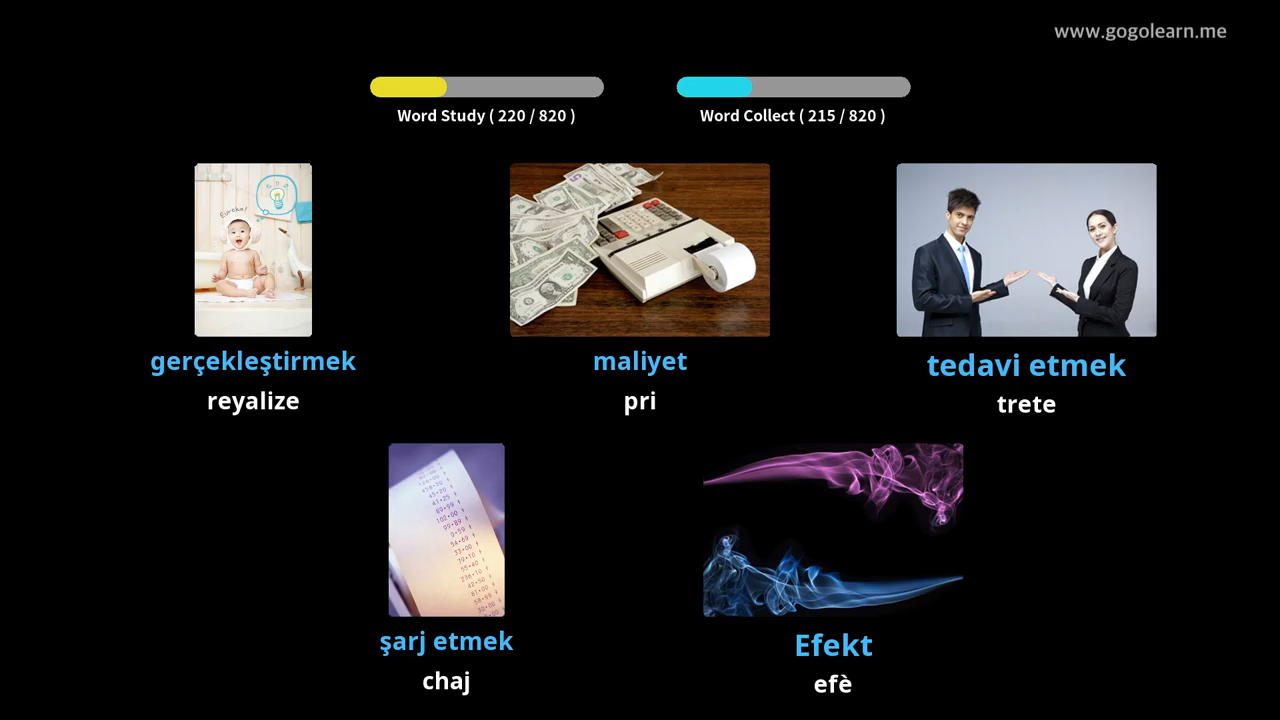 www.gogolearn.me
Word Study ( 220 / 820 )
Word Collect ( 215 / 820 )
Eureka!
gerçekleştirmek
maliyet
tedavi etmek
reyalize
pri
trete
şarj etmek
Efekt
chaj
efè